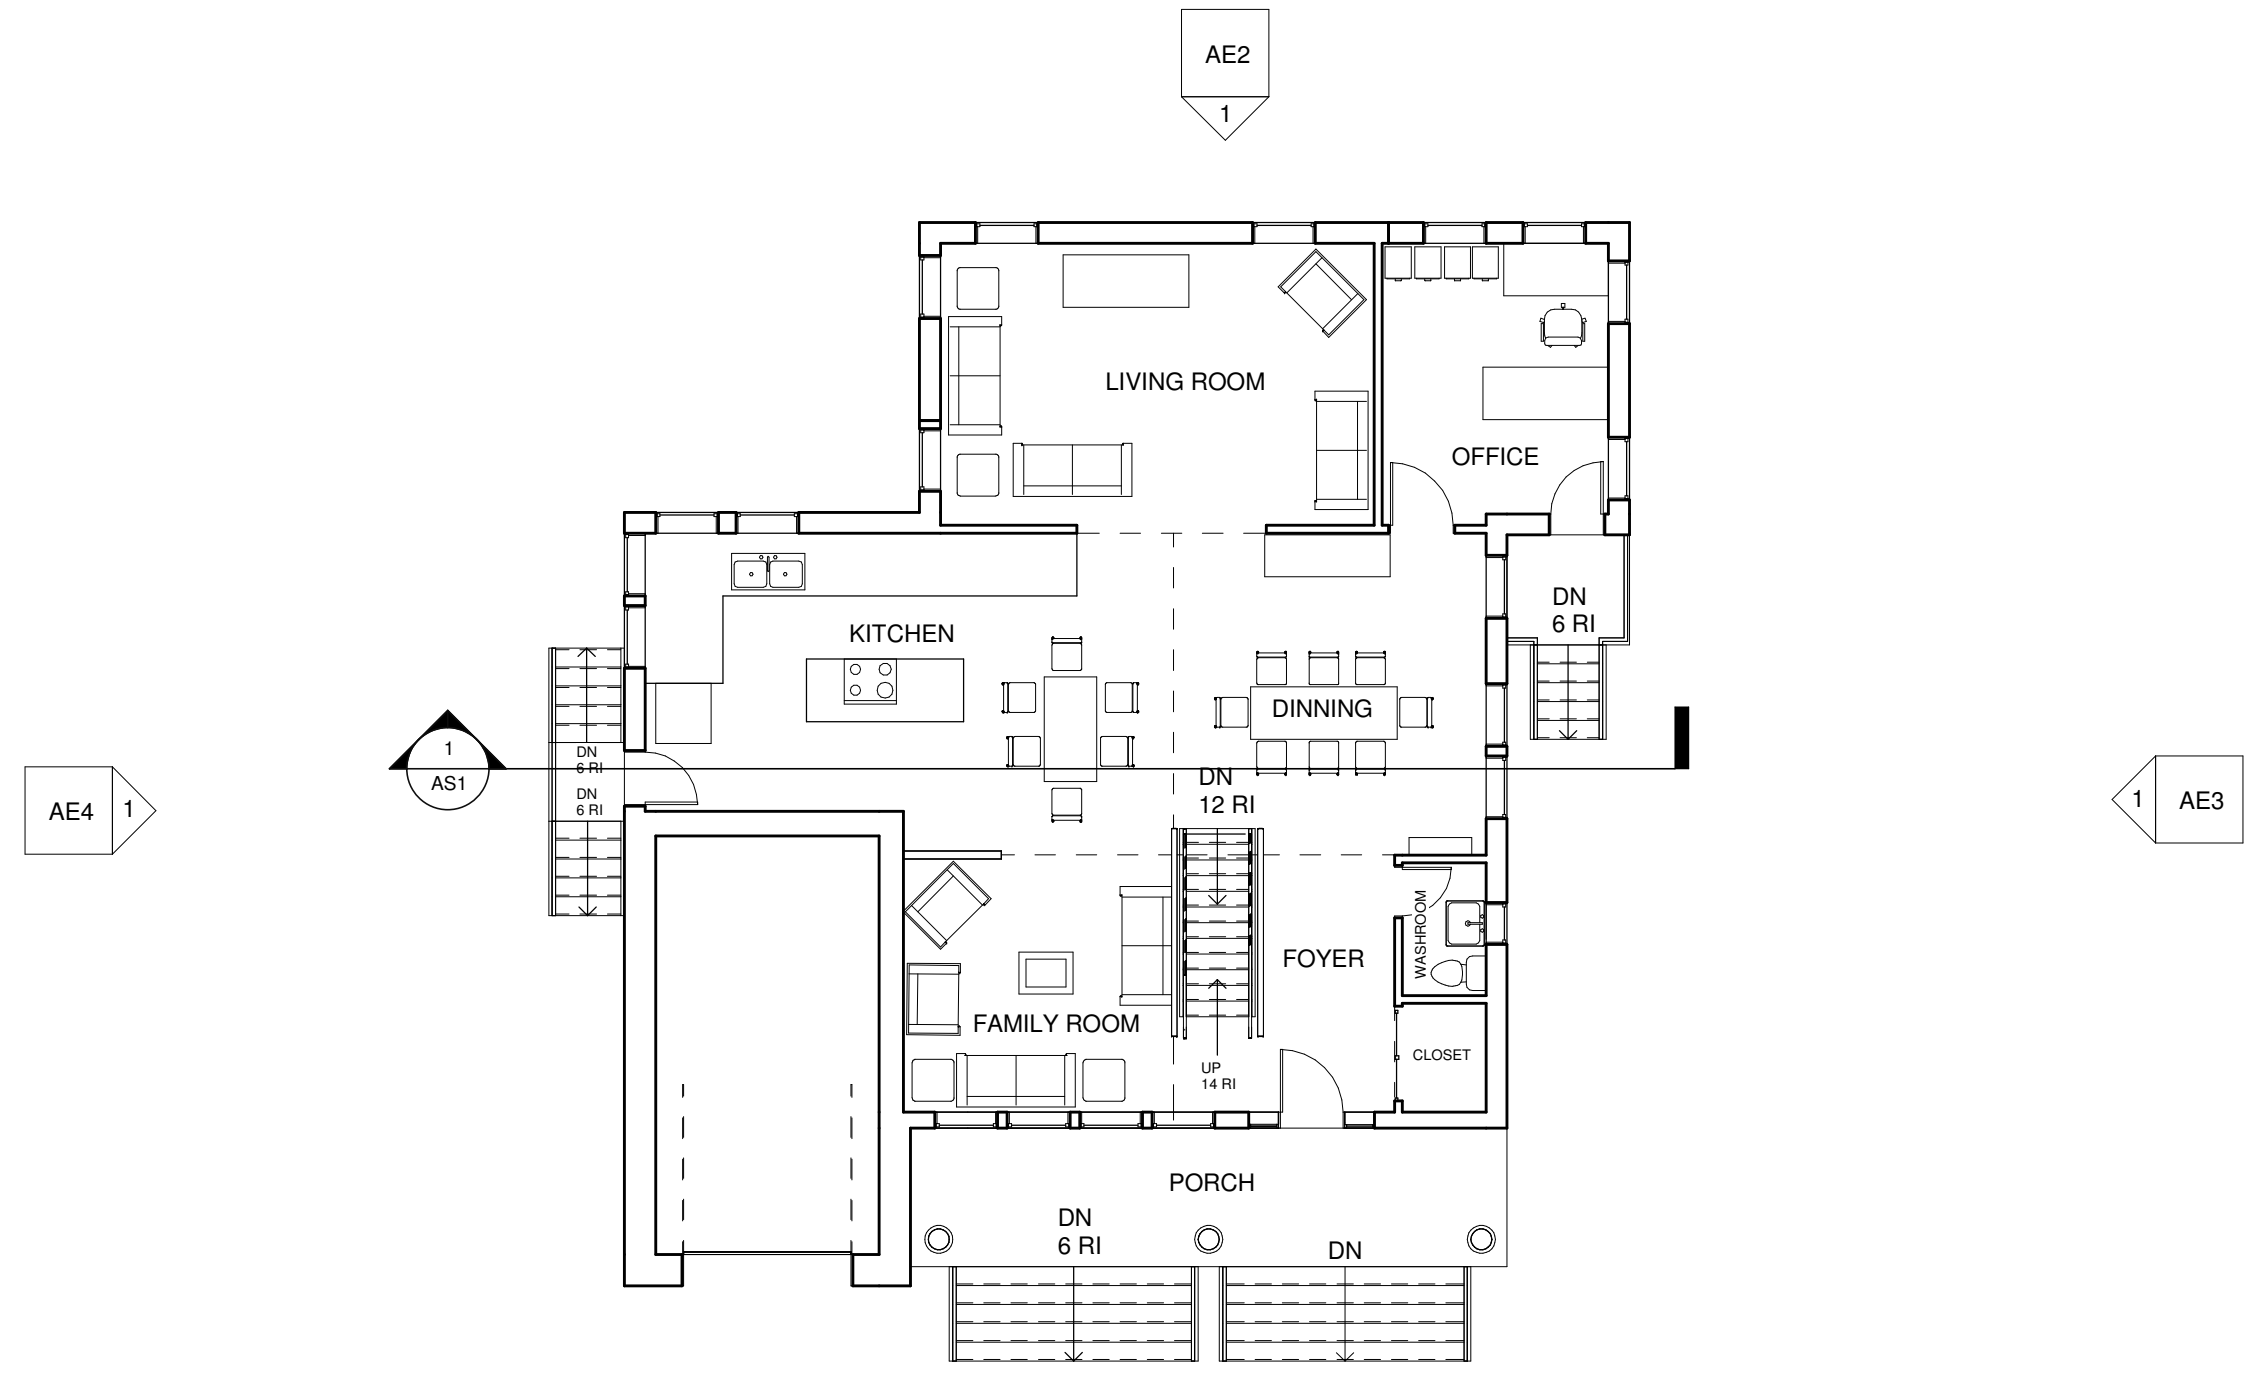 AE2
1
LIVING ROOM
OFFICE
DN
6 RI
KITCHEN
DINNING
1
AS1
DN
6 RI
DN
6 RI
AE4
1
1
AE3
DN
12 RI
WASHROOM
FOYER
FAMILY ROOM
CLOSET
UP
14 RI
PORCH
DN
6 RI
DN